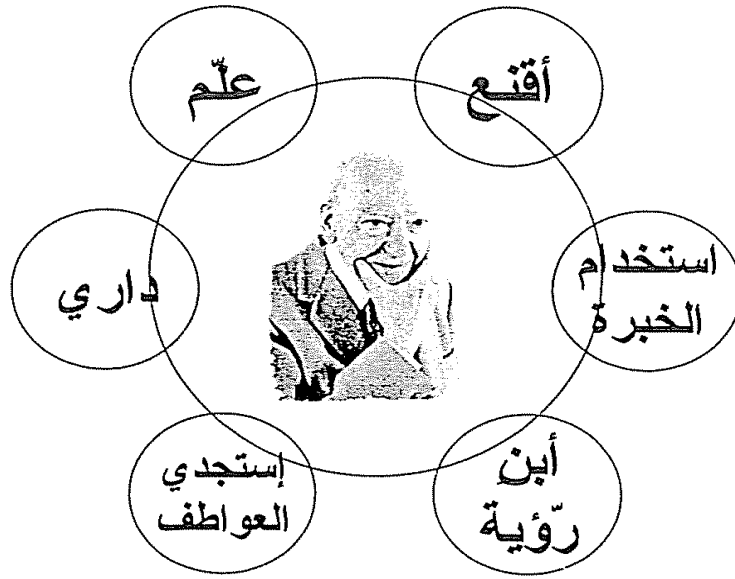 أقنع
علّم
استخدام
الخبرة
داري
أبنِ
رّؤية
إستجدي
العواطف